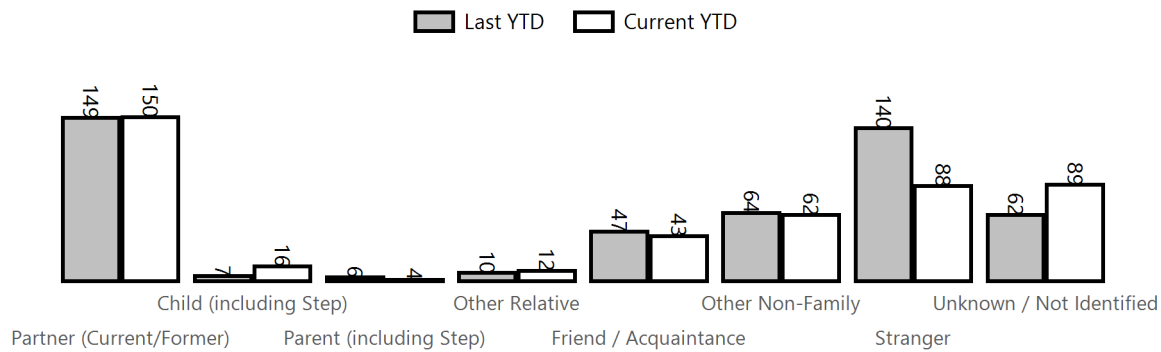 Last YTD Current YTD
149 150 7 16 6 4 10 12 47 43 64 62 140 88 62 89
Child (including Step) Other Relative Other Non-Family Unknown / Not Identified
Partner (Current/Former) Parent (including Step) Friend / Acquaintance Stranger